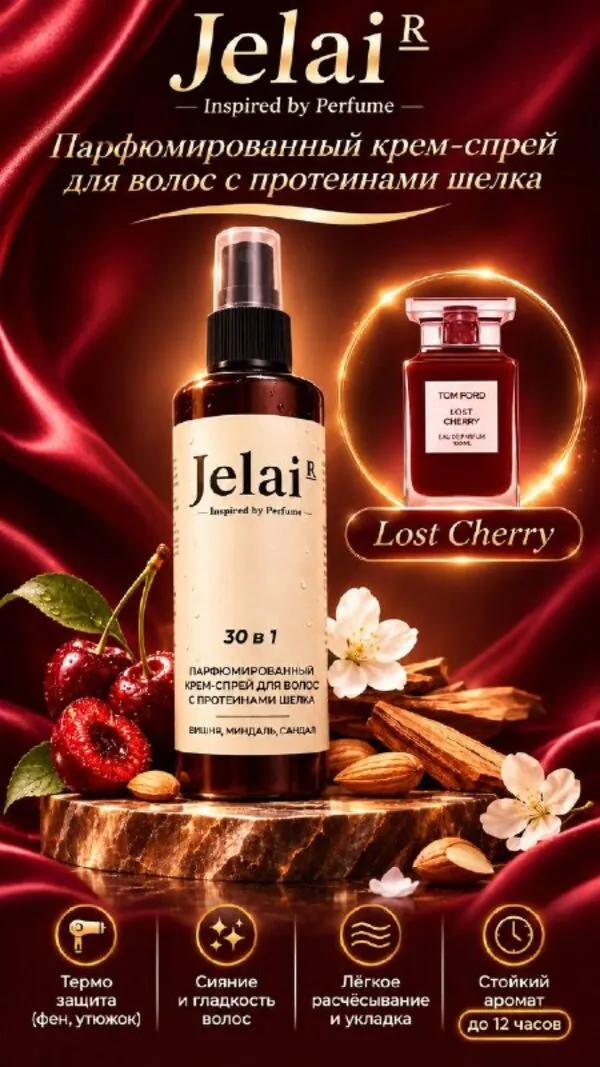 Jelai R
— Inspired by Perfume —
Парфюмированный крем-спрей
для волос с протеинами шелка
TOM FORD
LOST
CHERRY
EAU DE PARFUM
100ML
Jelai R
— Inspired by Perfume —
Lost Cherry
30 в 1
ПАРФЮМИРОВАННЫЙ
КРЕМ-СПРЕЙ ДЛЯ ВОЛОС
С ПРОТЕИНАМИ ШЕЛКА
ВИШНЯ, МИНДАЛЬ, САНДАЛ
Термо
защита
(фен, утюжок)
Сияние
и гладкость
волос
Лёгкое
расчёсывание
и укладка
Стойкий
аромат
до 12 часов